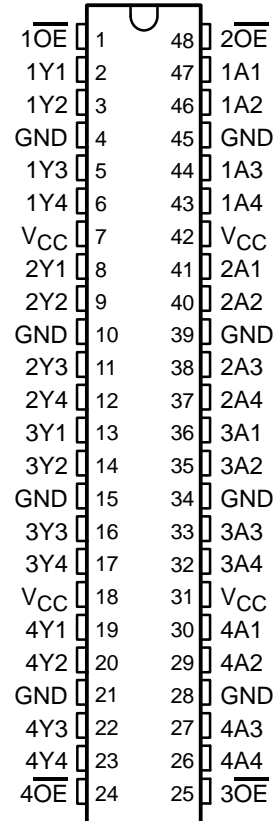 1OE 1 48 2OE
1Y1 2 47 1A1
1Y2 3 46 1A2
GND 4 45 GND
1Y3 5 44 1A3
1Y4 6 43 1A4
VCC 7 42 VCC
2Y1 8 41 2A1
2Y2 9 40 2A2
GND 10 39 GND
2Y3 11 38 2A3
2Y4 12 37 2A4
3Y1 13 36 3A1
3Y2 14 35 3A2
GND 15 34 GND
3Y3 16 33 3A3
3Y4 17 32 3A4
VCC 18 31 VCC
4Y1 19 30 4A1
4Y2 20 29 4A2
GND 21 28 GND
4Y3 22 27 4A3
4Y4 23 26 4A4
4OE 24 25 3OE